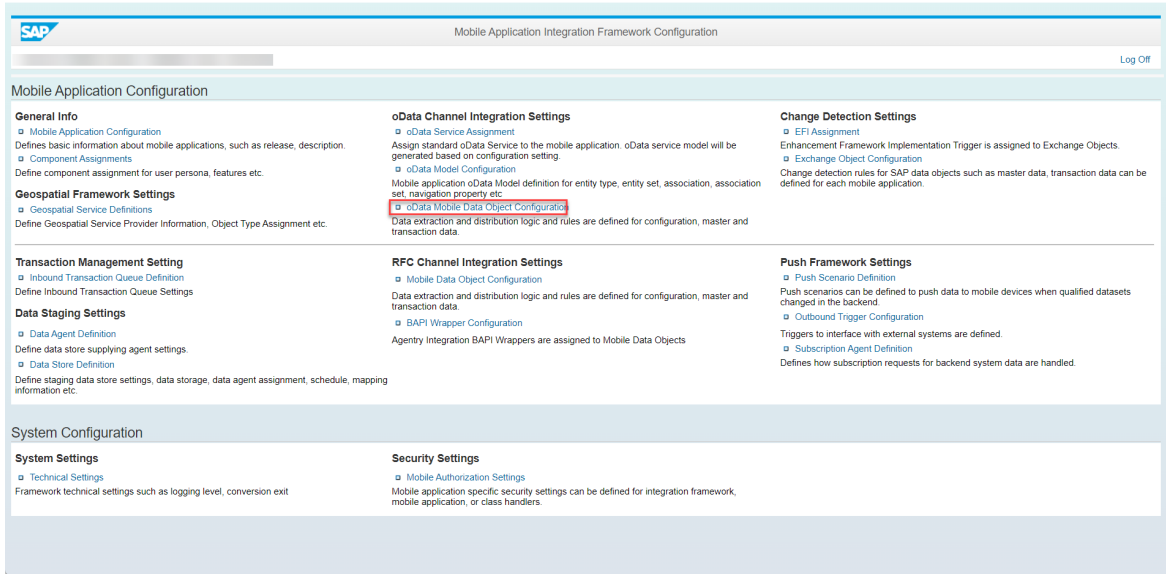 SAP
Mobile Application Integration Framework Configuration
Log Off
Mobile Application Configuration
General Info
Mobile Application Configuration
Defines basic information about mobile applications, such as release, description.
Component Assignments
Define component assignment for user persona, features etc.
Geospatial Framework Settings
Geospatial Service Definitions
Define Geospatial Service Provider Information, Object Type Assignment etc.
oData Channel Integration Settings
oData Service Assignment
Assign standard oData Service to the mobile application. oData service model will be
generated based on configuration setting.
oData Model Configuration
Mobile application oData Model definition for entity type, entity set, association, association
set, navigation property etc
oData Mobile Data Object Configuration
Data extraction and distribution logic and rules are defined for configuration, master and
transaction data.
Change Detection Settings
EFI Assignment
Enhancement Framework Implementation Trigger is assigned to Exchange Objects.
Exchange Object Configuration
Change detection rules for SAP data objects such as master data, transaction data can be
defined for each mobile application.
Transaction Management Setting
Inbound Transaction Queue Definition
Define Inbound Transaction Queue Settings
Data Staging Settings
Data Agent Definition
Define data store supplying agent settings.
Data Store Definition
Define staging data store settings, data storage, data agent assignment, schedule, mapping
information etc.
RFC Channel Integration Settings
Mobile Data Object Configuration
Data extraction and distribution logic and rules are defined for configuration, master and
transaction data.
BAPI Wrapper Configuration
Agentry Integration BAPI Wrappers are assigned to Mobile Data Objects
Push Framework Settings
Push Scenario Definition
Push scenarios can be defined to push data to mobile devices when qualified datasets
changed in the backend.
Outbound Trigger Configuration
Triggers to interface with external systems are defined.
Subscription Agent Definition
Defines how subscription requests for backend system data are handled.
System Configuration
System Settings
Technical Settings
Framework technical settings such as logging level, conversion exit
Security Settings
Mobile Authorization Settings
Mobile application specific security settings can be defined for integration framework,
mobile application, or class handlers.